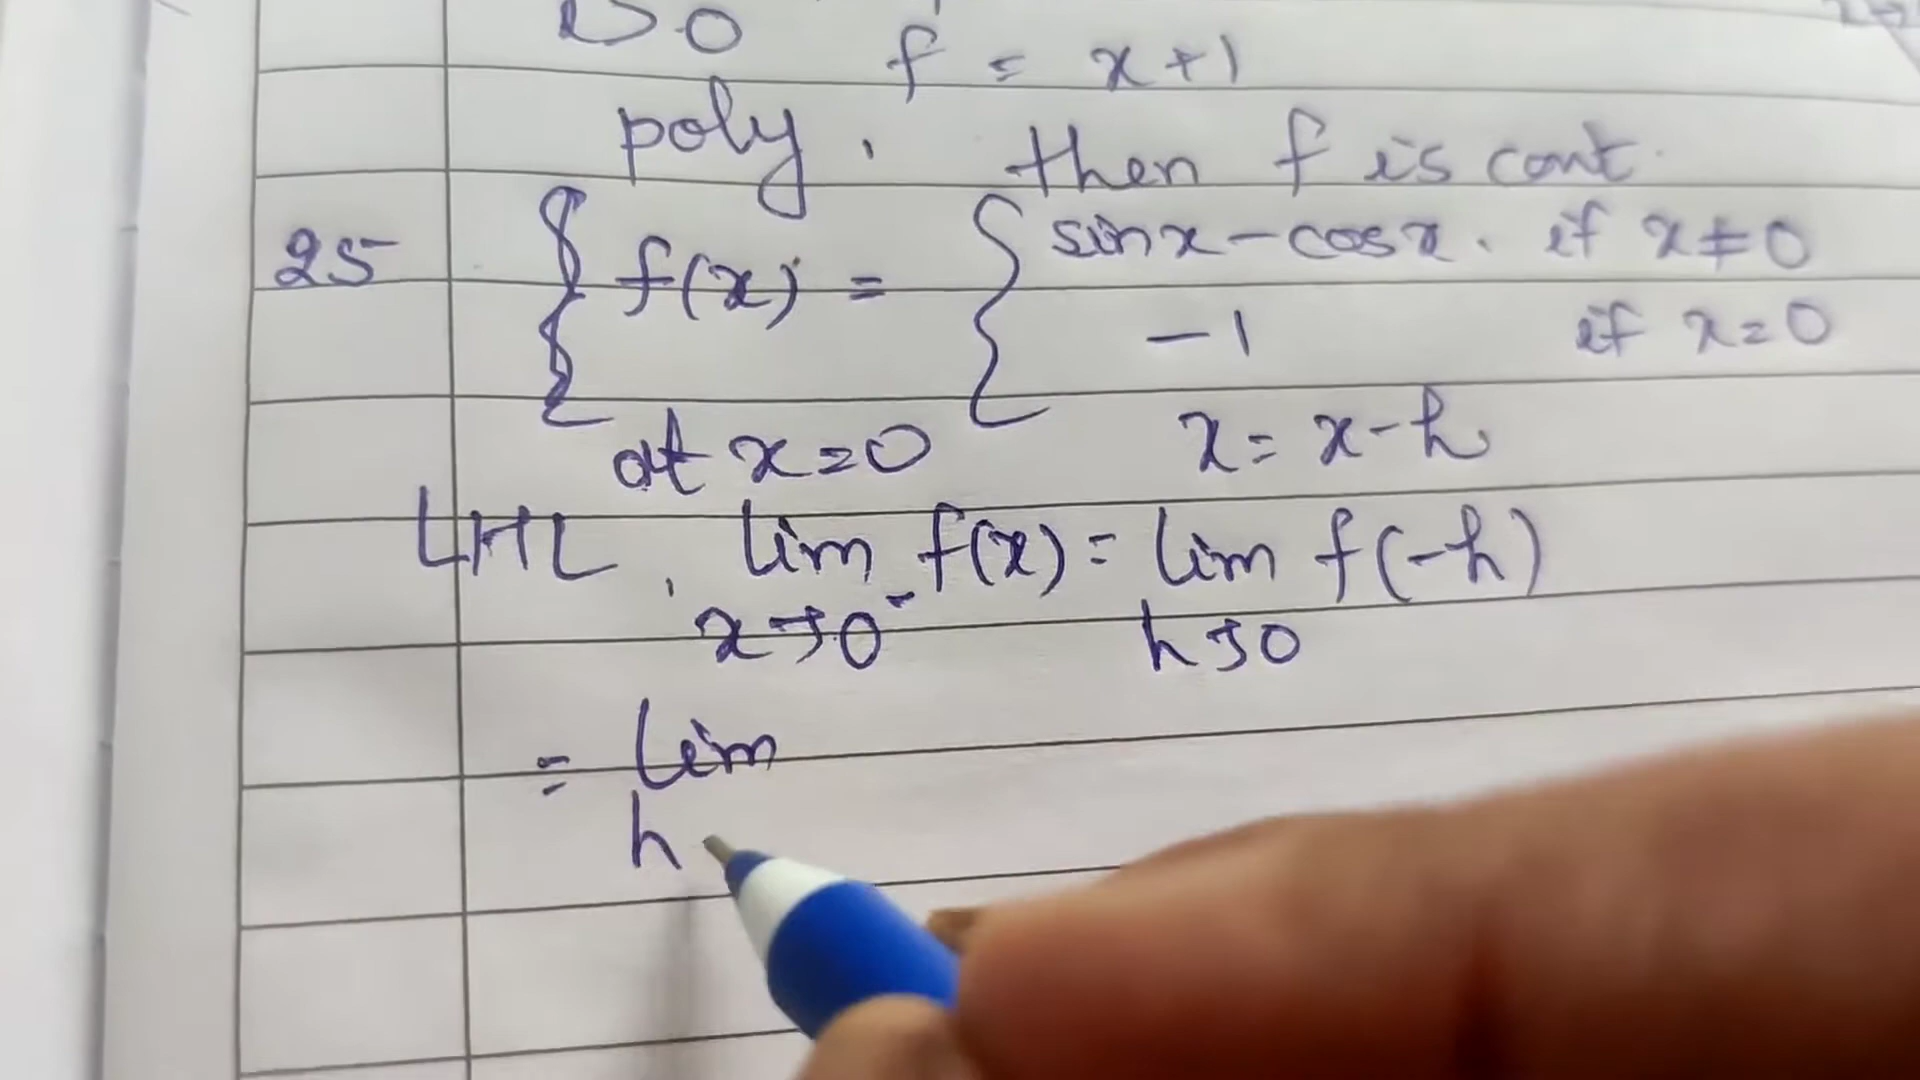 f = x+1
poly. then f is cont.
25 { f(x) = { sinx - cosx. if x≠0
-1 if x=0
at x=0 x = x-h
LHL, lim f(x) = lim f(-h)
x→0⁻ h→0
= lim
h